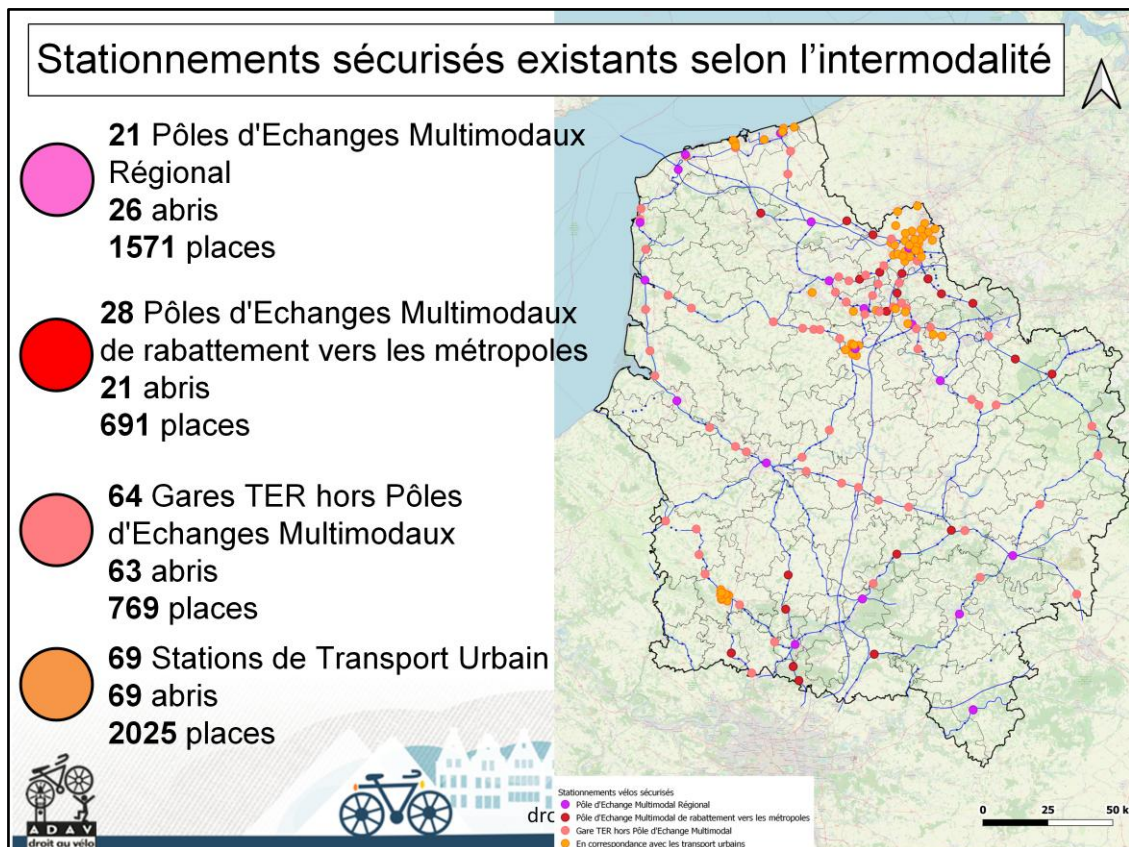 Stationnements sécurisés existants selon l'intermodalité
21 Pôles d'Echanges Multimodaux
Régional
26 abris
1571 places
28 Pôles d'Echanges Multimodaux
de rabattement vers les métropoles
21 abris
691 places
64 Gares TER hors Pôles
d'Echanges Multimodaux
63 abris
769 places
69 Stations de Transport Urbain
69 abris
2025 places
ADAV
droit au vélo
dro
Stationnements vélos sécurisés
Pôle d'Echange Multimodal Régional
Pôle d'Echange Multimodal de rabattement vers les métropoles
Gare TER hors Pôle d'Echange Multimodal
En correspondance avec les transport urbains
0 25 50 k